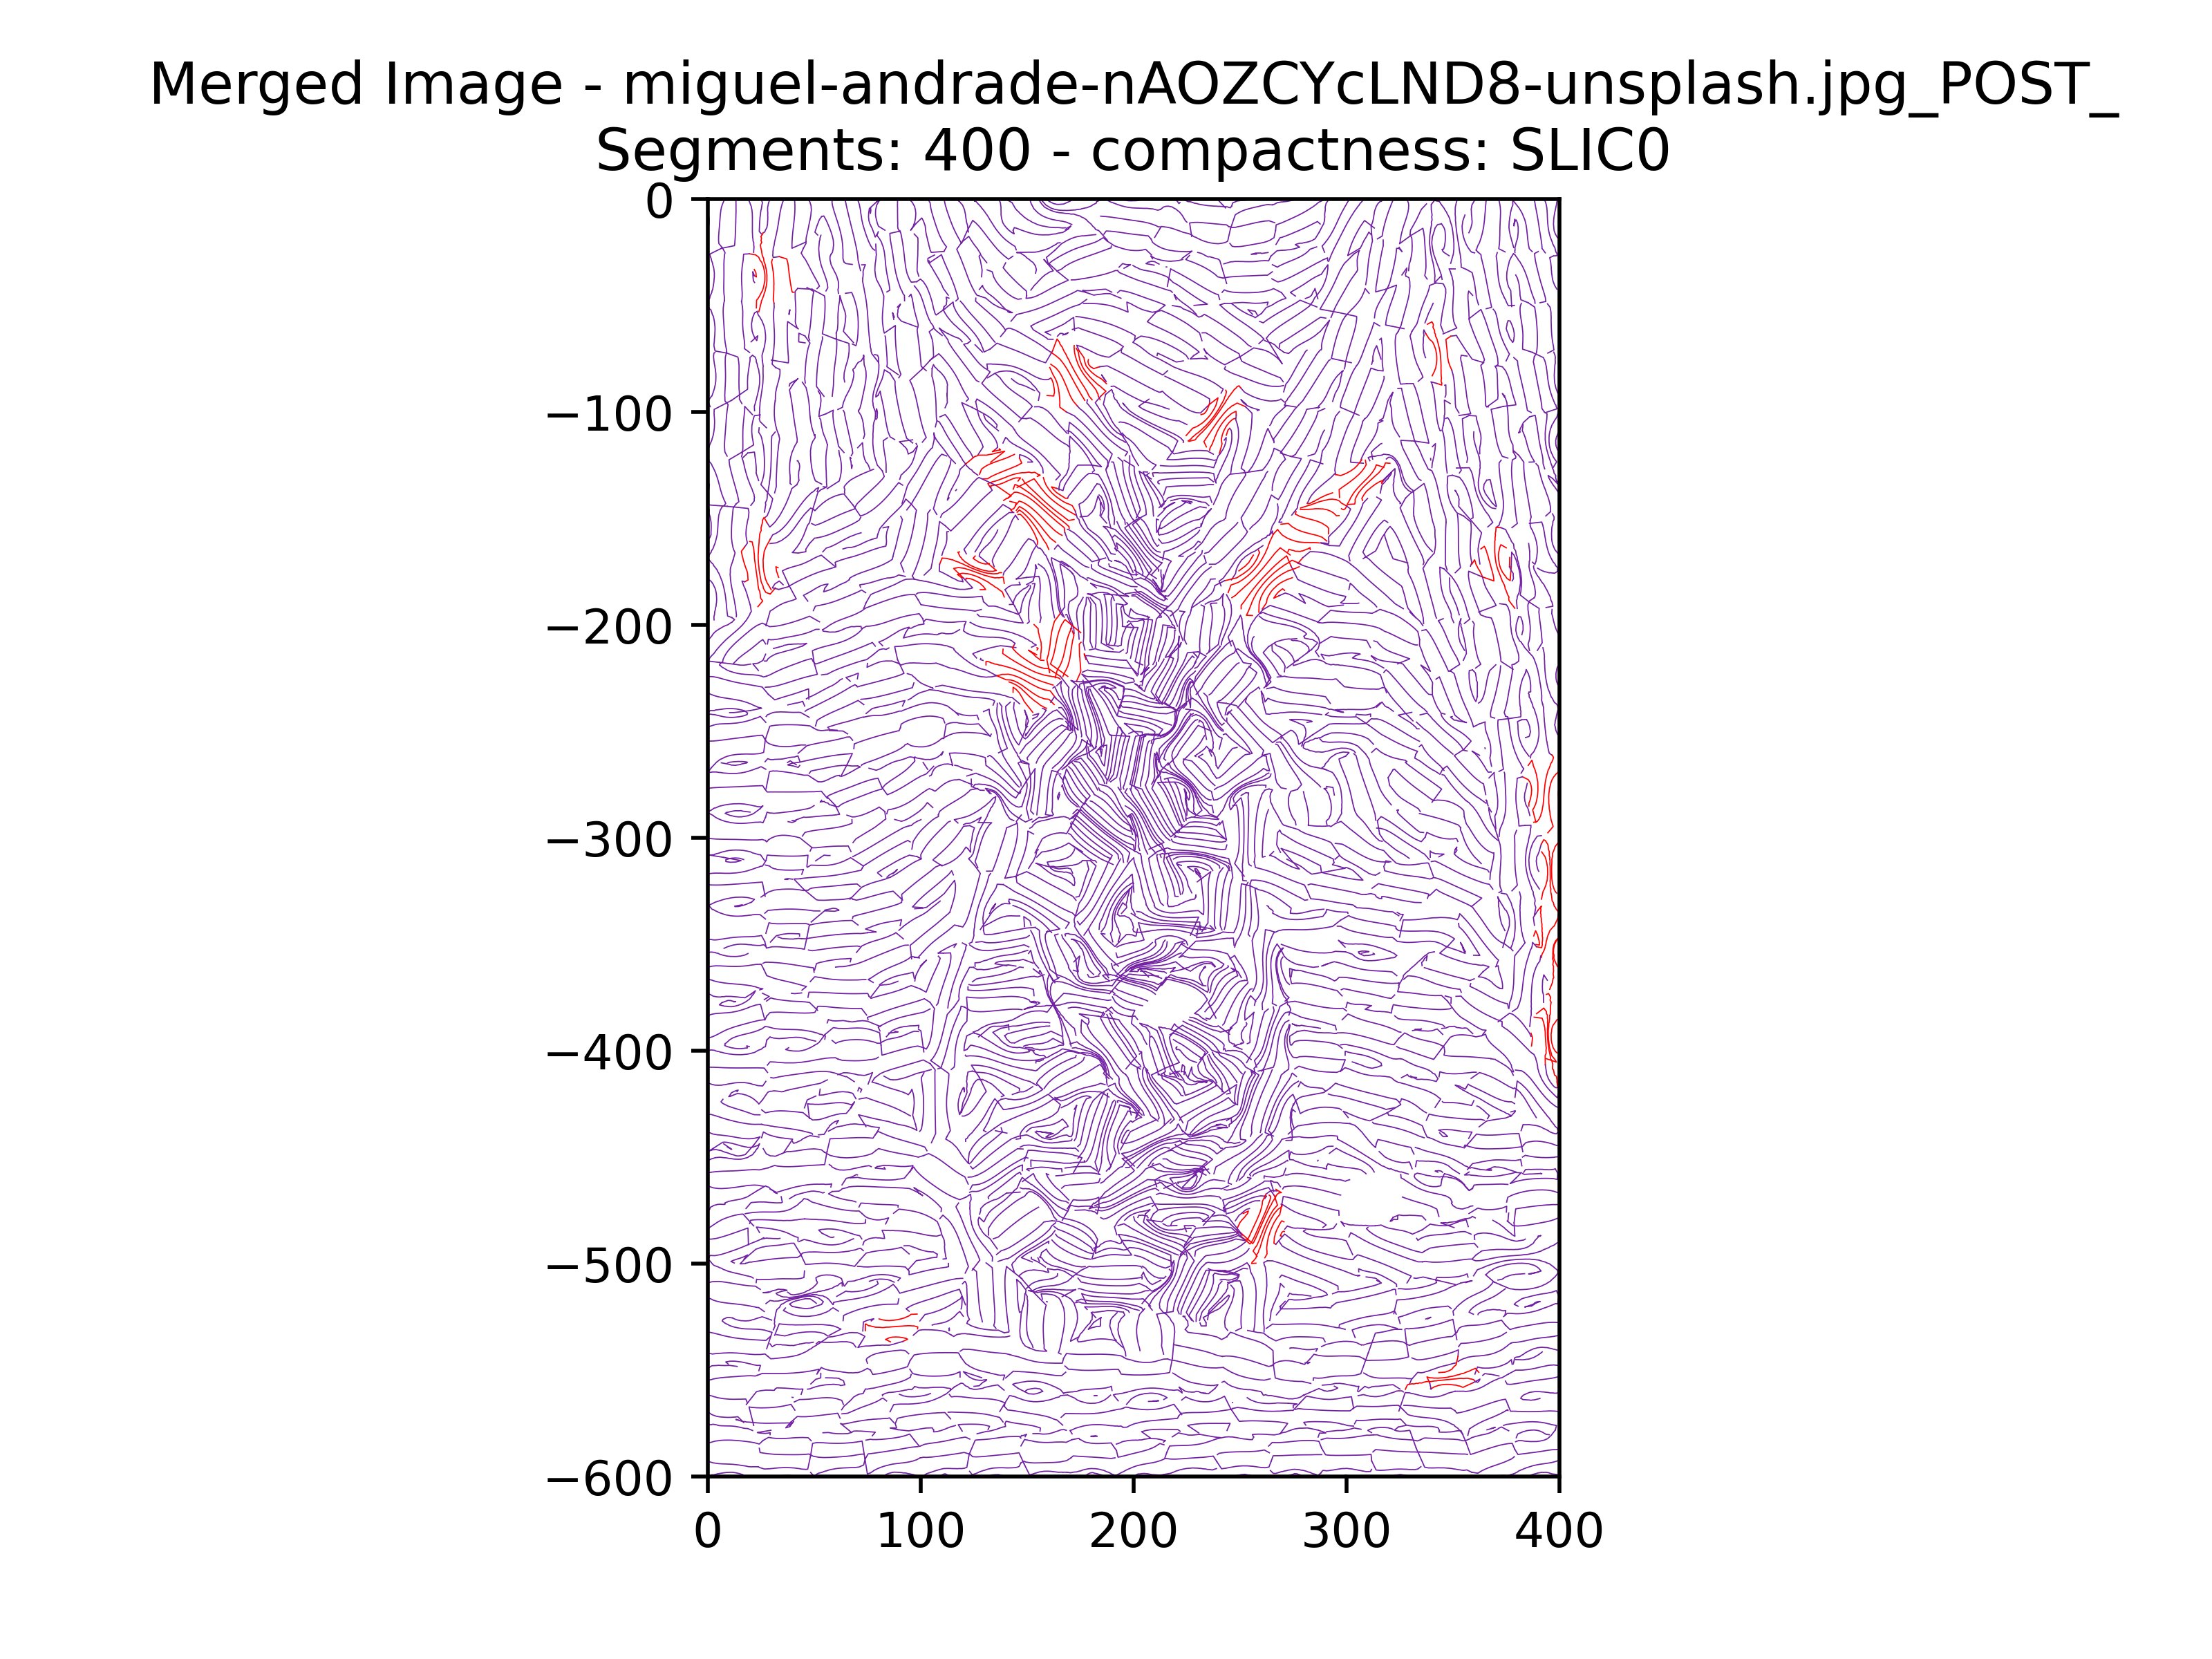 Merged Image - miguel-andrade-nAOZCYcLND8-unsplash.jpg_POST_
Segments: 400 - compactness: SLIC0
0
−100
−200
−300
−400
−500
−600
0 100 200 300 400